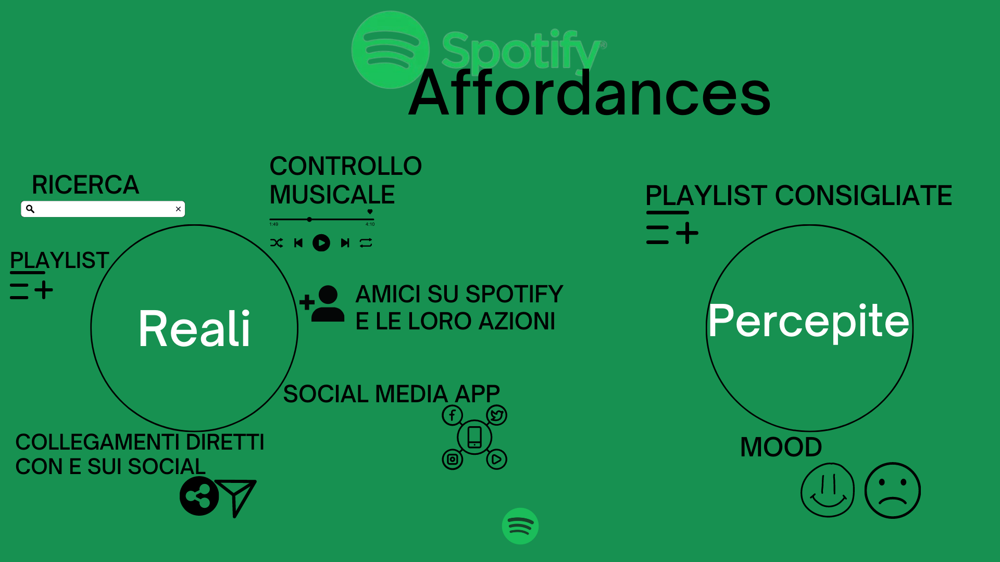 Spotify®
Affordances
RICERCA
PLAYLIST
Reali
CONTROLLO
MUSICALE
1:49
4:10
AMICI SU SPOTIFY
E LE LORO AZIONI
SOCIAL MEDIA APP
COLLEGAMENTI DIRETTI
CON E SUI SOCIAL
PLAYLIST CONSIGLIATE
Percepite
MOOD